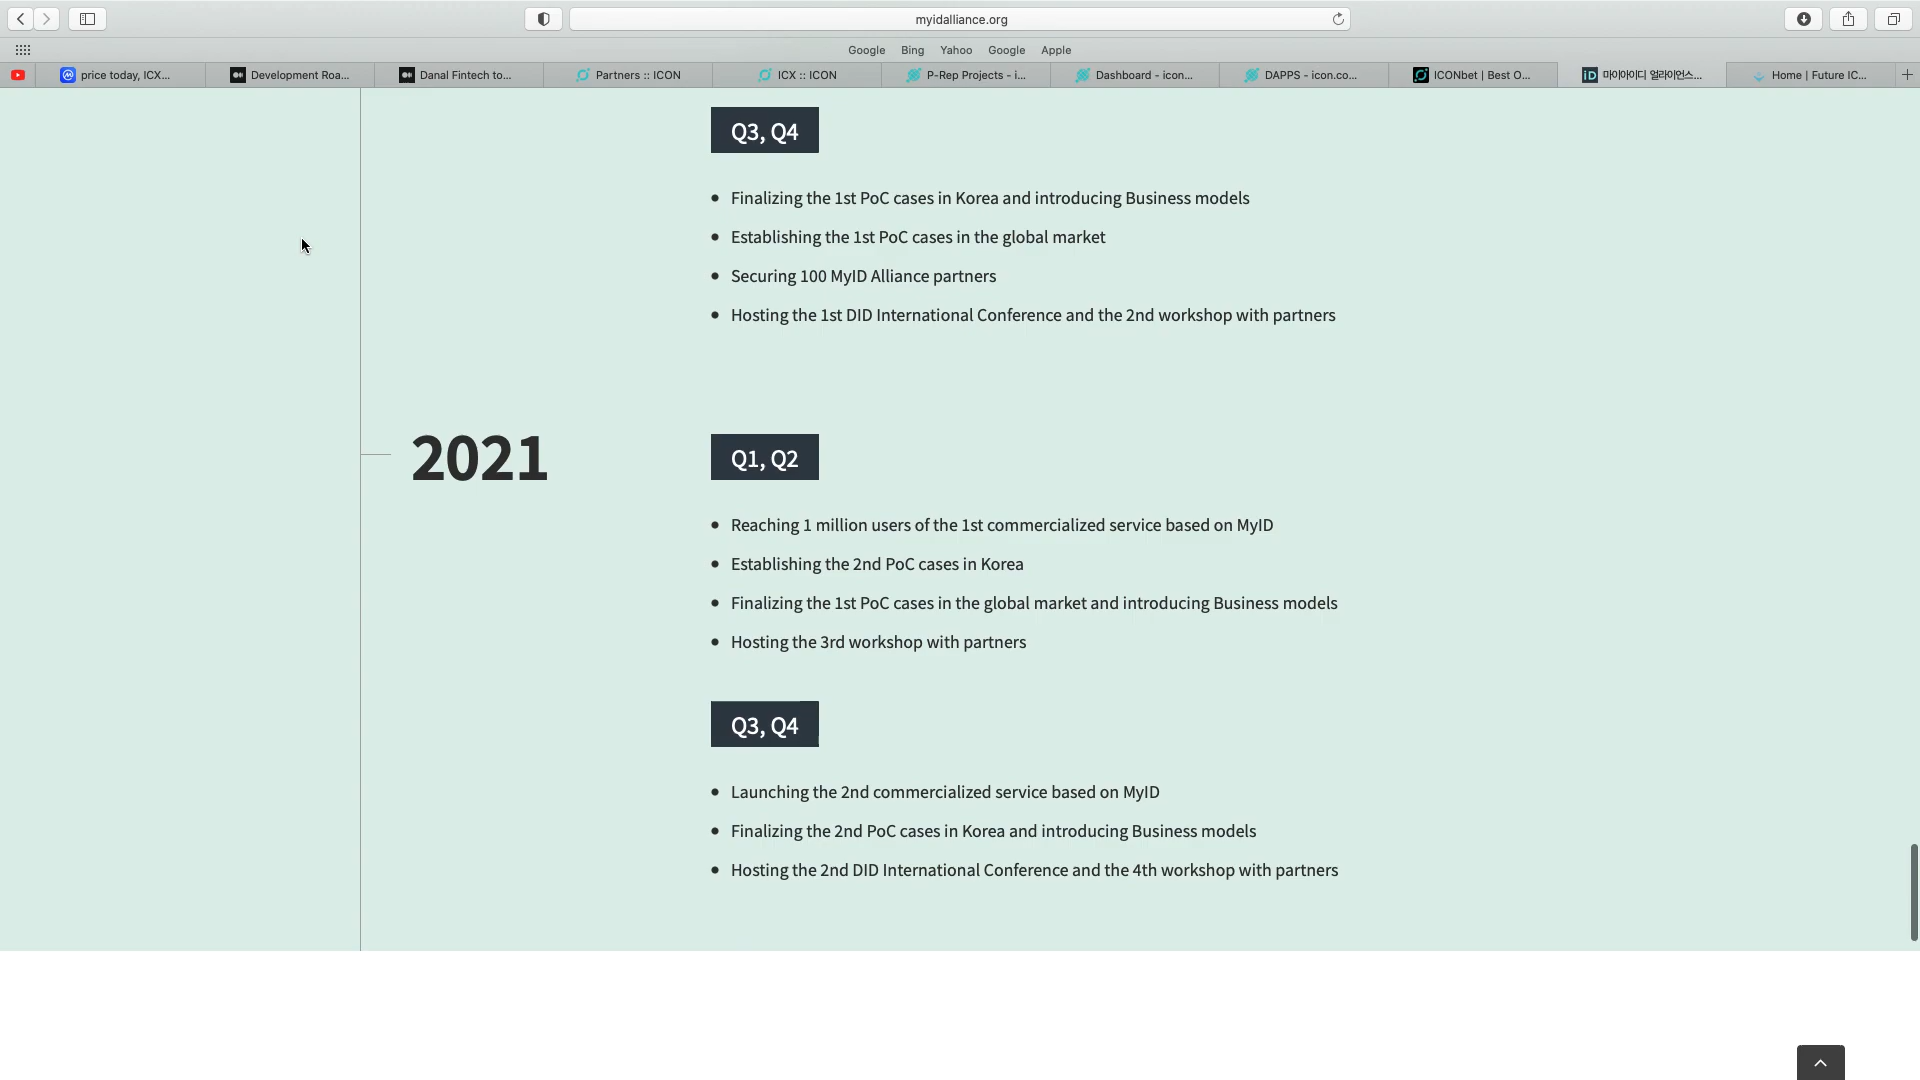 myidalliance.org
Google Bing Yahoo Google Apple
price today, ICX... Development Roa... Danal Fintech to... Partners :: ICON ICX :: ICON P-Rep Projects - i... Dashboard - icon... DAPPS - icon.co... ICONbet | Best O... iD 마이아이디 얼라이언스... Home | Future IC...
Q3, Q4
• Finalizing the 1st PoC cases in Korea and introducing Business models
• Establishing the 1st PoC cases in the global market
• Securing 100 MyID Alliance partners
• Hosting the 1st DID International Conference and the 2nd workshop with partners
2021
Q1, Q2
• Reaching 1 million users of the 1st commercialized service based on MyID
• Establishing the 2nd PoC cases in Korea
• Finalizing the 1st PoC cases in the global market and introducing Business models
• Hosting the 3rd workshop with partners
Q3, Q4
• Launching the 2nd commercialized service based on MyID
• Finalizing the 2nd PoC cases in Korea and introducing Business models
• Hosting the 2nd DID International Conference and the 4th workshop with partners